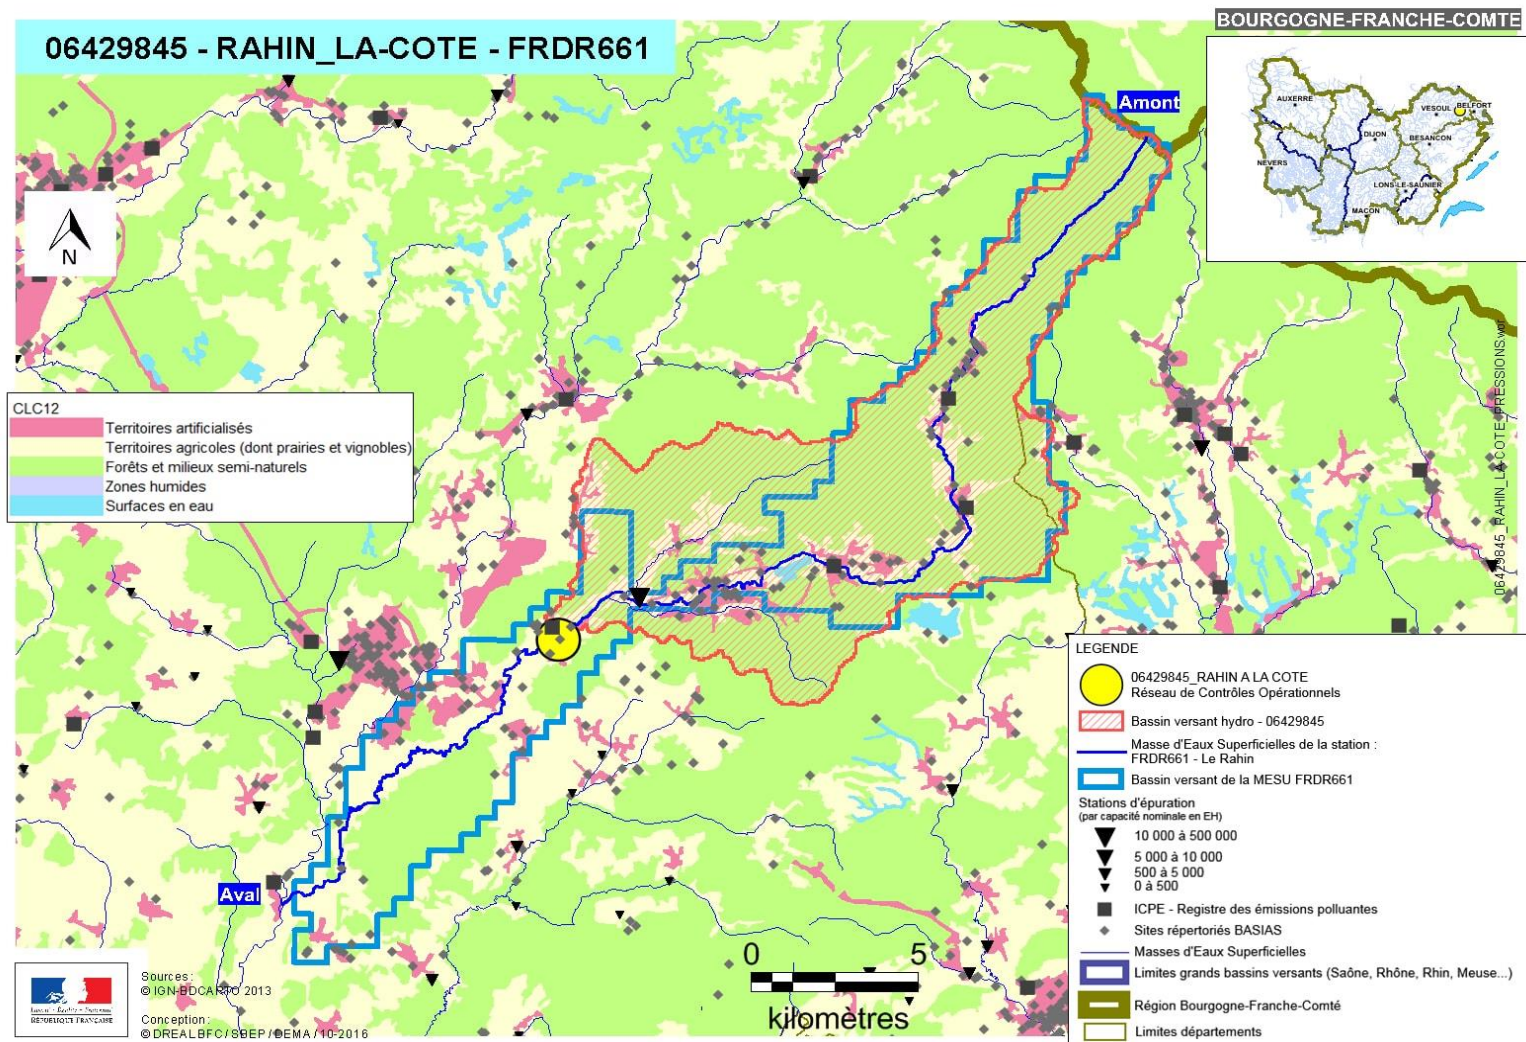 BOURGOGNE-FRANCHE-COMTE
06429845 - RAHIN_LA-COTE - FRDR661
Amont
AUXERRE
VESOUL
BELFORT
DIJON
BESANCON
NEVERS
LONS-LE-SAUNIER
MACON
N
06429845_RAHIN_LA-COTE_PRESSIONS.wor
CLC12
Territoires artificialisés
Territoires agricoles (dont prairies et vignobles)
Forêts et milieux semi-naturels
Zones humides
Surfaces en eau
Aval
LEGENDE
06429845_RAHIN A LA COTE
Réseau de Contrôles Opérationnels
Bassin versant hydro - 06429845
Masse d'Eaux Superficielles de la station :
FRDR661 - Le Rahin
Bassin versant de la MESU FRDR661
Stations d'épuration
(par capacité nominale en EH)
10 000 à 500 000
5 000 à 10 000
500 à 5 000
0 à 500
ICPE - Registre des émissions polluantes
Sites répertoriés BASIAS
Masses d'Eaux Superficielles
Limites grands bassins versants (Saône, Rhône, Rhin, Meuse...)
Région Bourgogne-Franche-Comté
Limites départements
0 5
kilomètres
Liberté • Égalité • Fraternité
RÉPUBLIQUE FRANÇAISE
Sources :
© IGN-BDCARTO 2013
Conception :
© DREAL BFC / SBEP / DEMA / 10-2016